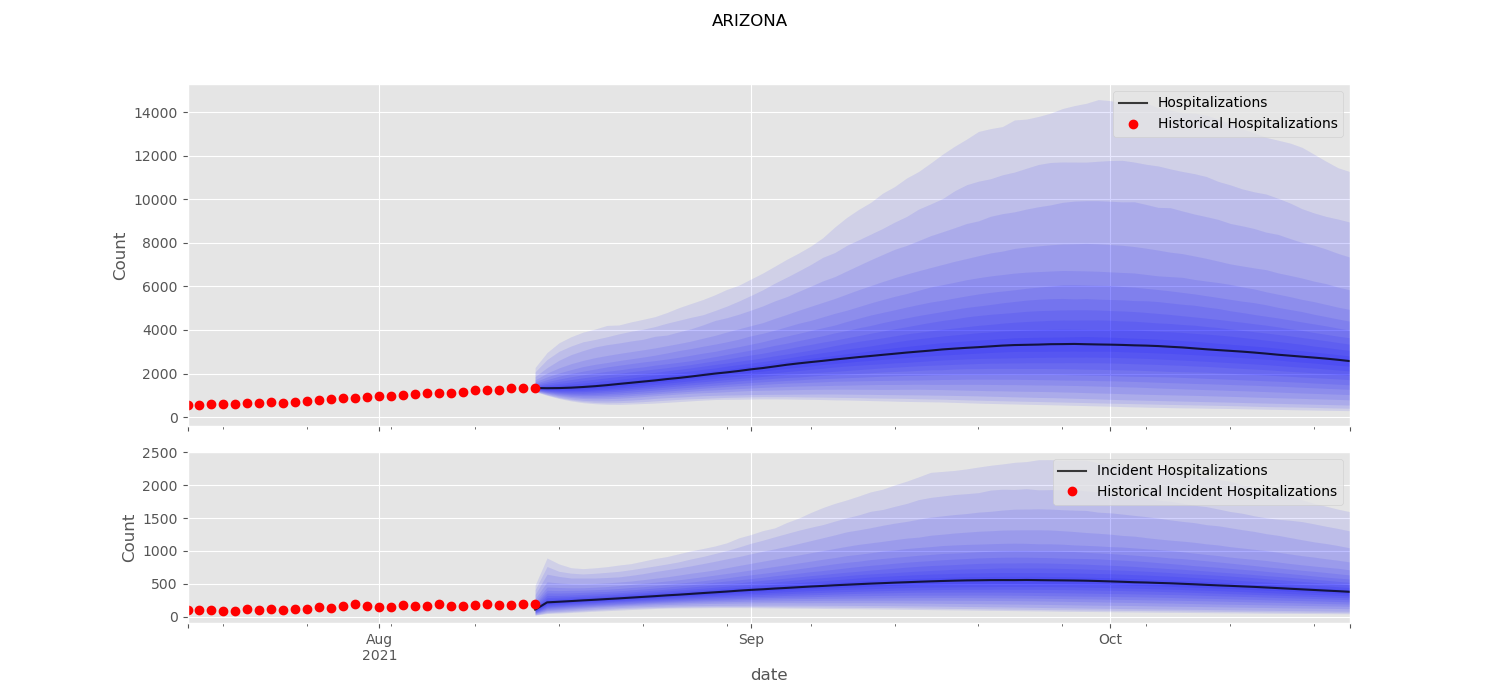 ARIZONA
14000
12000
10000
8000
6000
4000
2000
0
Count
Hospitalizations
Historical Hospitalizations
2500
2000
1500
1000
500
0
Count
Incident Hospitalizations
Historical Incident Hospitalizations
Aug
2021
Sep
Oct
date